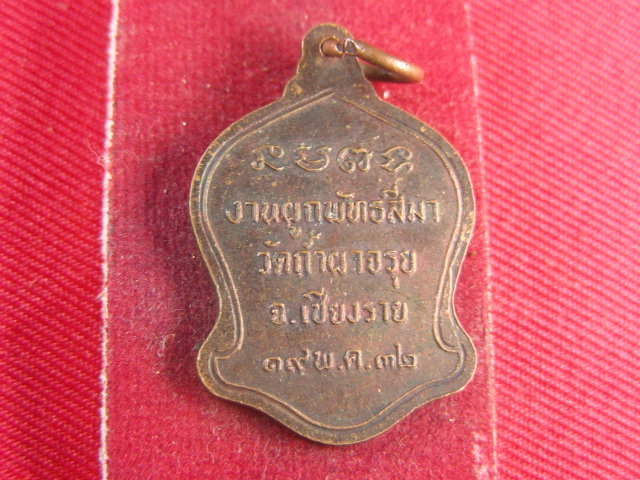 งานผูกพัทธสีมา
วัดถ้ำผาจรุย
จ.เชียงราย
๑๙ พ.ค.๓๒